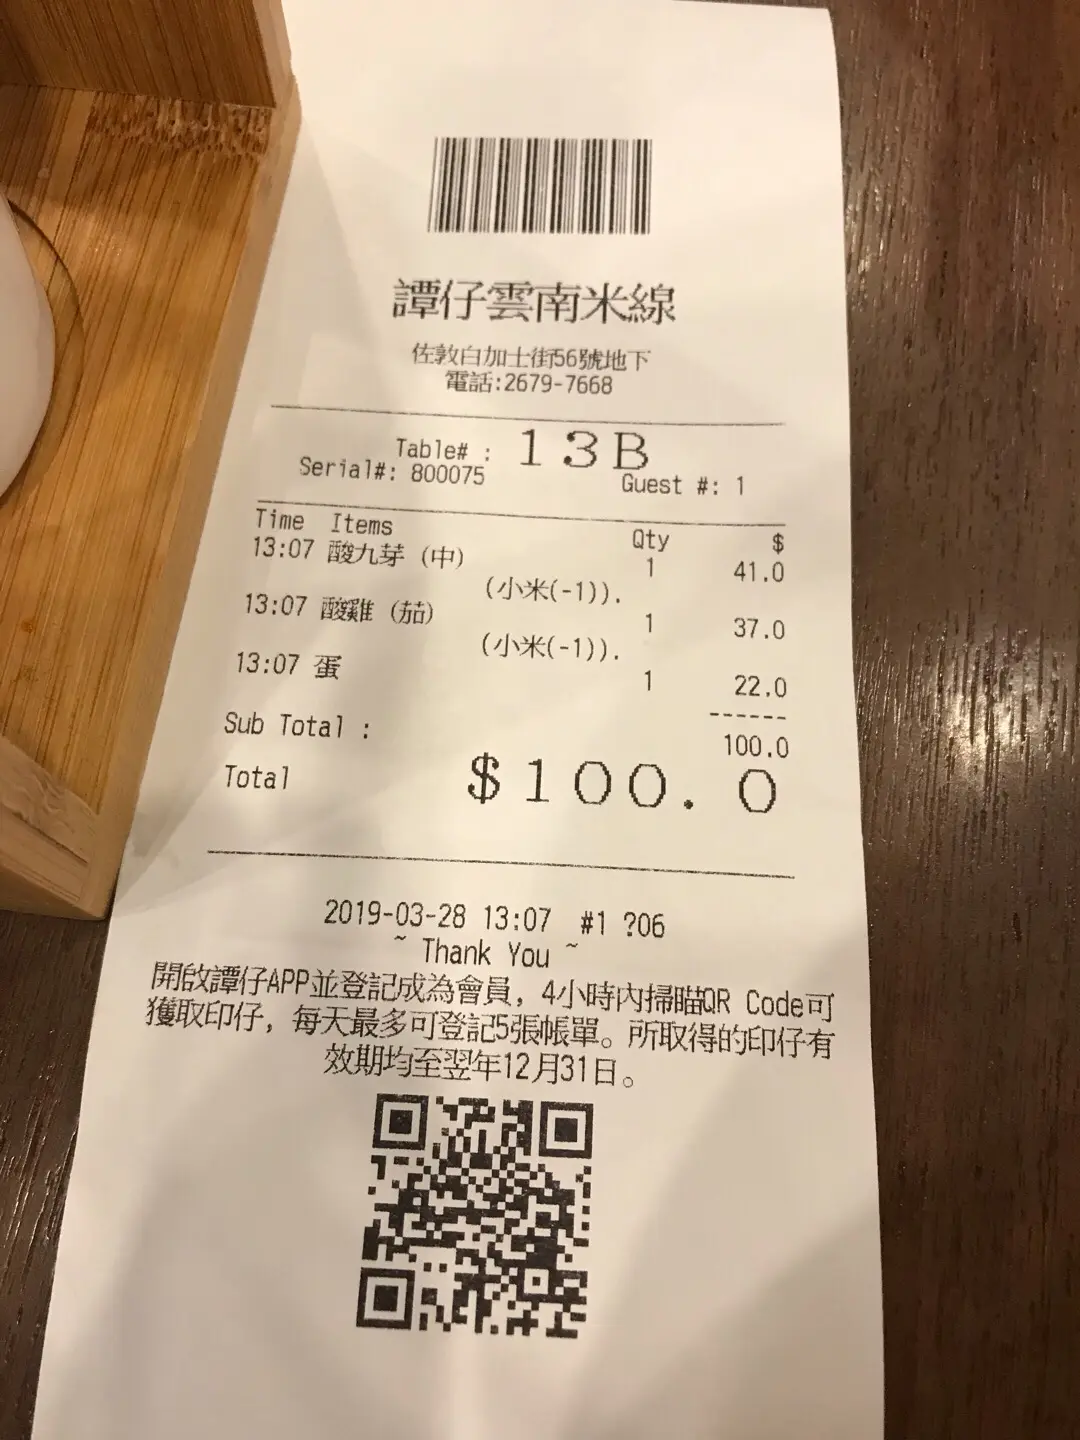 譚仔雲南米線
佐敦白加士街56號地下
電話:2679-7668
Table# : 13B
Serial#: 800075 Guest #: 1
Time Items Qty $
13:07 酸九芽 (中) 1 41.0
(小米(-1)).
13:07 酸雞 (茄) 1 37.0
(小米(-1)).
13:07 蛋 1 22.0
------
Sub Total : 100.0
Total $100.0
2019-03-28 13:07 #1 ?06
~ Thank You ~
開啟譚仔APP並登記成為會員, 4小時內掃瞄QR Code可
獲取印仔, 每天最多可登記5張帳單。所取得的印仔有
效期均至翌年12月31日。